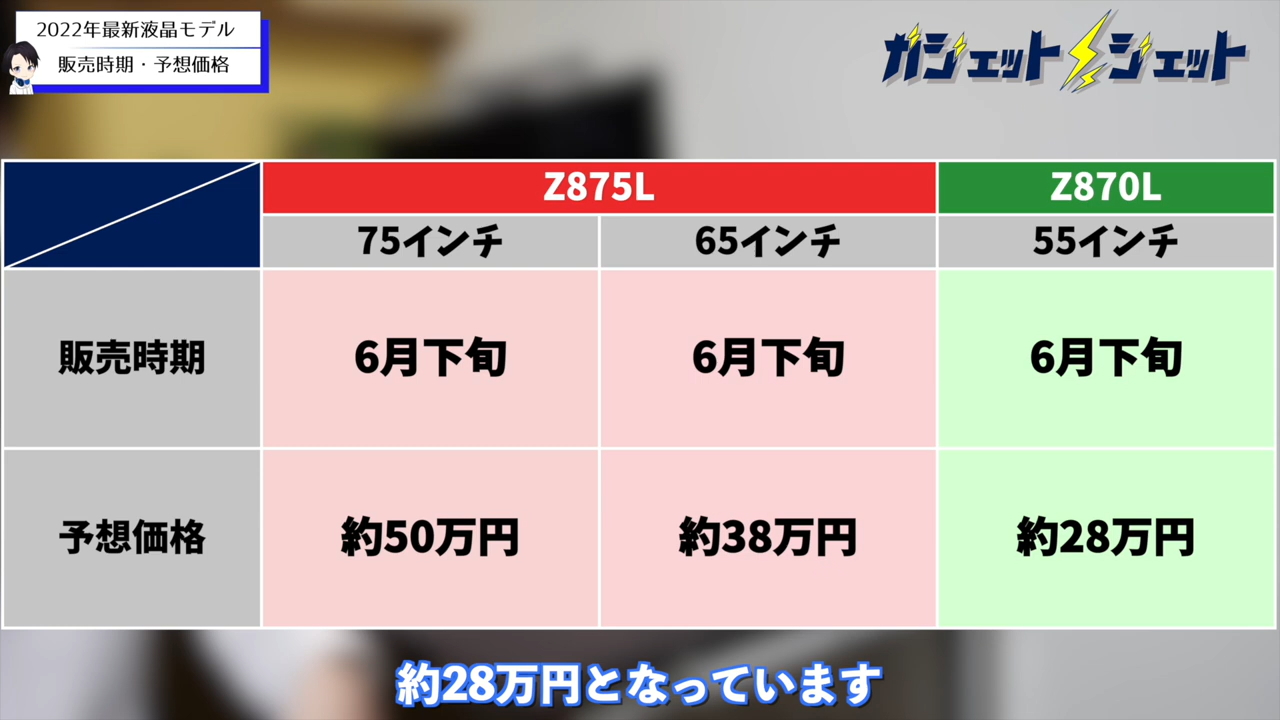 2022年最新液晶モデル
販売時期・予想価格
ガジェットジェット
Z875L
Z870L
75インチ
65インチ
55インチ
販売時期
6月下旬
6月下旬
6月下旬
予想価格
約50万円
約38万円
約28万円
約28万円となっています